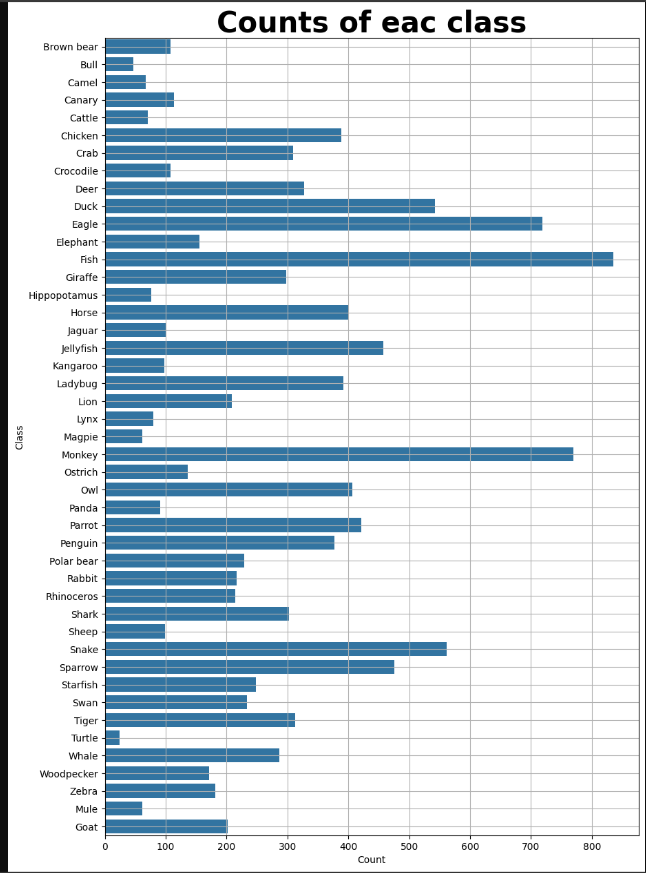 Counts of eac class
Brown bear
Bull
Camel
Canary
Cattle
Chicken
Crab
Crocodile
Deer
Duck
Eagle
Elephant
Fish
Giraffe
Hippopotamus
Horse
Jaguar
Jellyfish
Kangaroo
Ladybug
Lion
Lynx
Magpie
Monkey
Ostrich
Owl
Panda
Parrot
Penguin
Polar bear
Rabbit
Rhinoceros
Shark
Sheep
Snake
Sparrow
Starfish
Swan
Tiger
Turtle
Whale
Woodpecker
Zebra
Mule
Goat
Class
0 100 200 300 400 500 600 700 800
Count